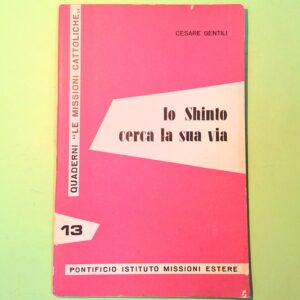 CESARE GENTILI
lo Shinto
cerca la sua via
QUADERNI "LE MISSIONI CATTOLICHE„
13
PONTIFICIO ISTITUTO MISSIONI ESTERE